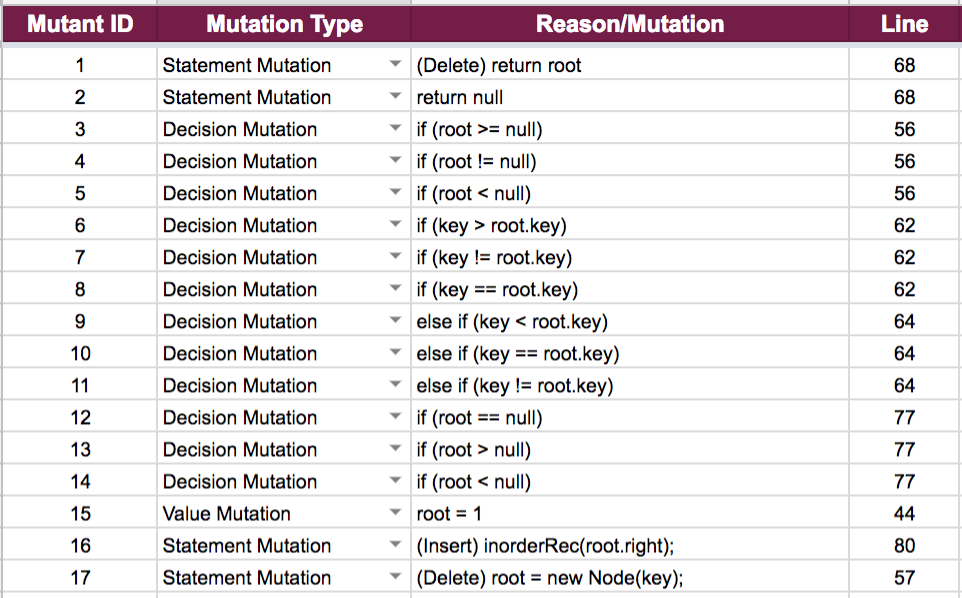 Mutant ID Mutation Type Reason/Mutation Line
1 Statement Mutation (Delete) return root 68
2 Statement Mutation return null 68
3 Decision Mutation if (root >= null) 56
4 Decision Mutation if (root != null) 56
5 Decision Mutation if (root < null) 56
6 Decision Mutation if (key > root.key) 62
7 Decision Mutation if (key != root.key) 62
8 Decision Mutation if (key == root.key) 62
9 Decision Mutation else if (key < root.key) 64
10 Decision Mutation else if (key == root.key) 64
11 Decision Mutation else if (key != root.key) 64
12 Decision Mutation if (root == null) 77
13 Decision Mutation if (root > null) 77
14 Decision Mutation if (root < null) 77
15 Value Mutation root = 1 44
16 Statement Mutation (Insert) inorderRec(root.right); 80
17 Statement Mutation (Delete) root = new Node(key); 57